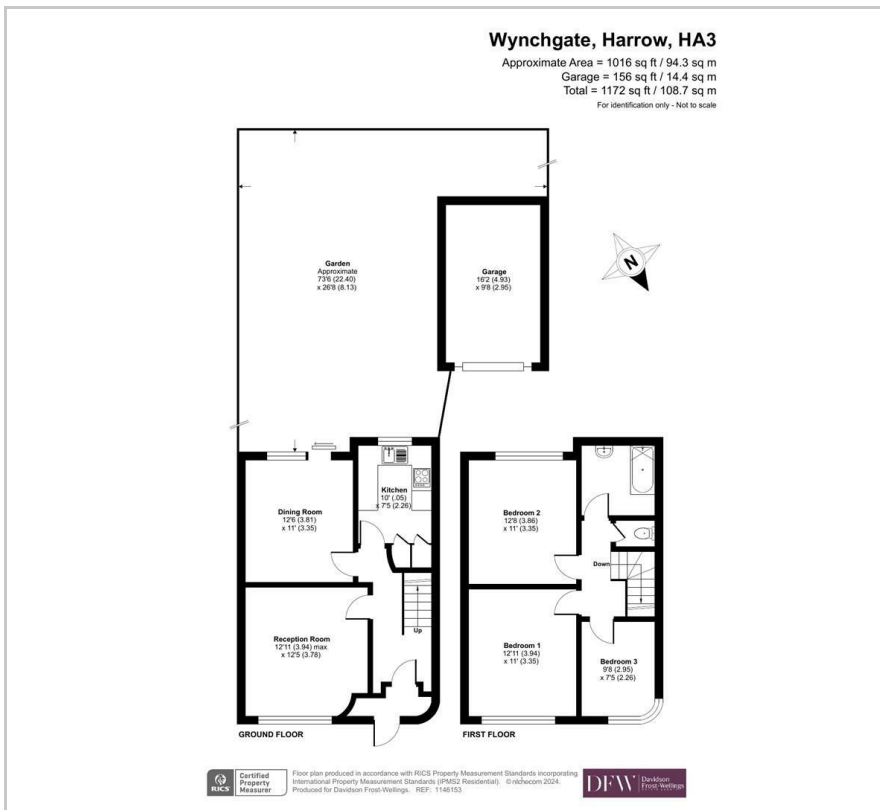 Wynchgate, Harrow, HA3
Approximate Area = 1016 sq ft / 94.3 sq m
Garage = 156 sq ft / 14.4 sq m
Total = 1172 sq ft / 108.7 sq m
For identification only - Not to scale
Garden
Approximate
73'6 (22.40)
x 26'8 (8.13)
Garage
16'2 (4.93)
x 9'8 (2.95)
N
Kitchen
10' (.05)
x 7'5 (2.26)
Dining Room
12'6 (3.81)
x 11' (3.35)
Bedroom 2
12'8 (3.86)
x 11' (3.35)
Down
Up
Reception Room
12'11 (3.94) max
x 12'5 (3.78)
Bedroom 1
12'11 (3.94)
x 11' (3.35)
Bedroom 3
9'8 (2.95)
x 7'5 (2.26)
GROUND FLOOR
FIRST FLOOR
RICS
Certified
Property
Measurer
Floor plan produced in accordance with RICS Property Measurement Standards incorporating
International Property Measurement Standards (IPMS2 Residential). ©nichecom 2024.
Produced for Davidson Frost-Wellings. REF: 1146153
DFW
Davidson
Frost-Wellings